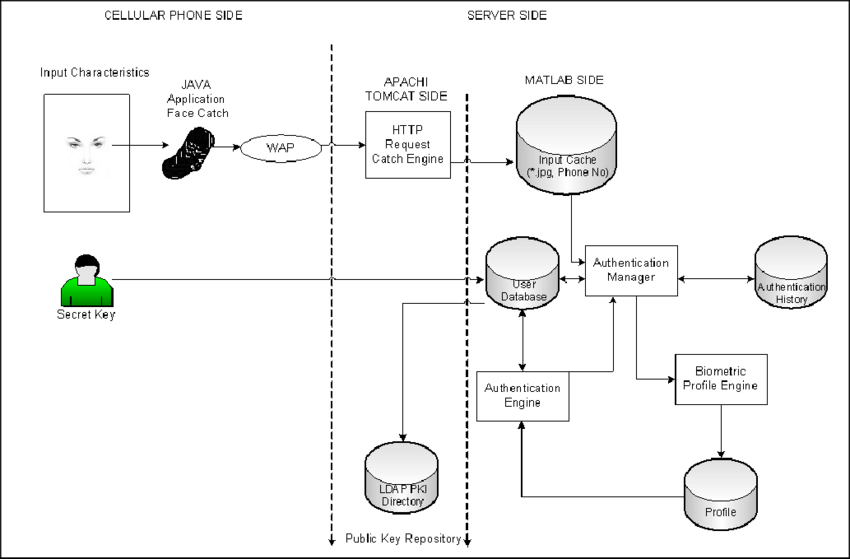 CELLULAR PHONE SIDE
SERVER SIDE
Input Characteristics
JAVA
Application
Face Catch
WAP
APACHI
TOMCAT SIDE
HTTP
Request
Catch Engine
MATLAB SIDE
Input Cache
(*.jpg, Phone No)
Secret Key
User
Database
Authentication
Manager
Authentication
History
Authentication
Engine
Biometric
Profile Engine
LDAP PKI
Directory
Profile
Public Key Repository